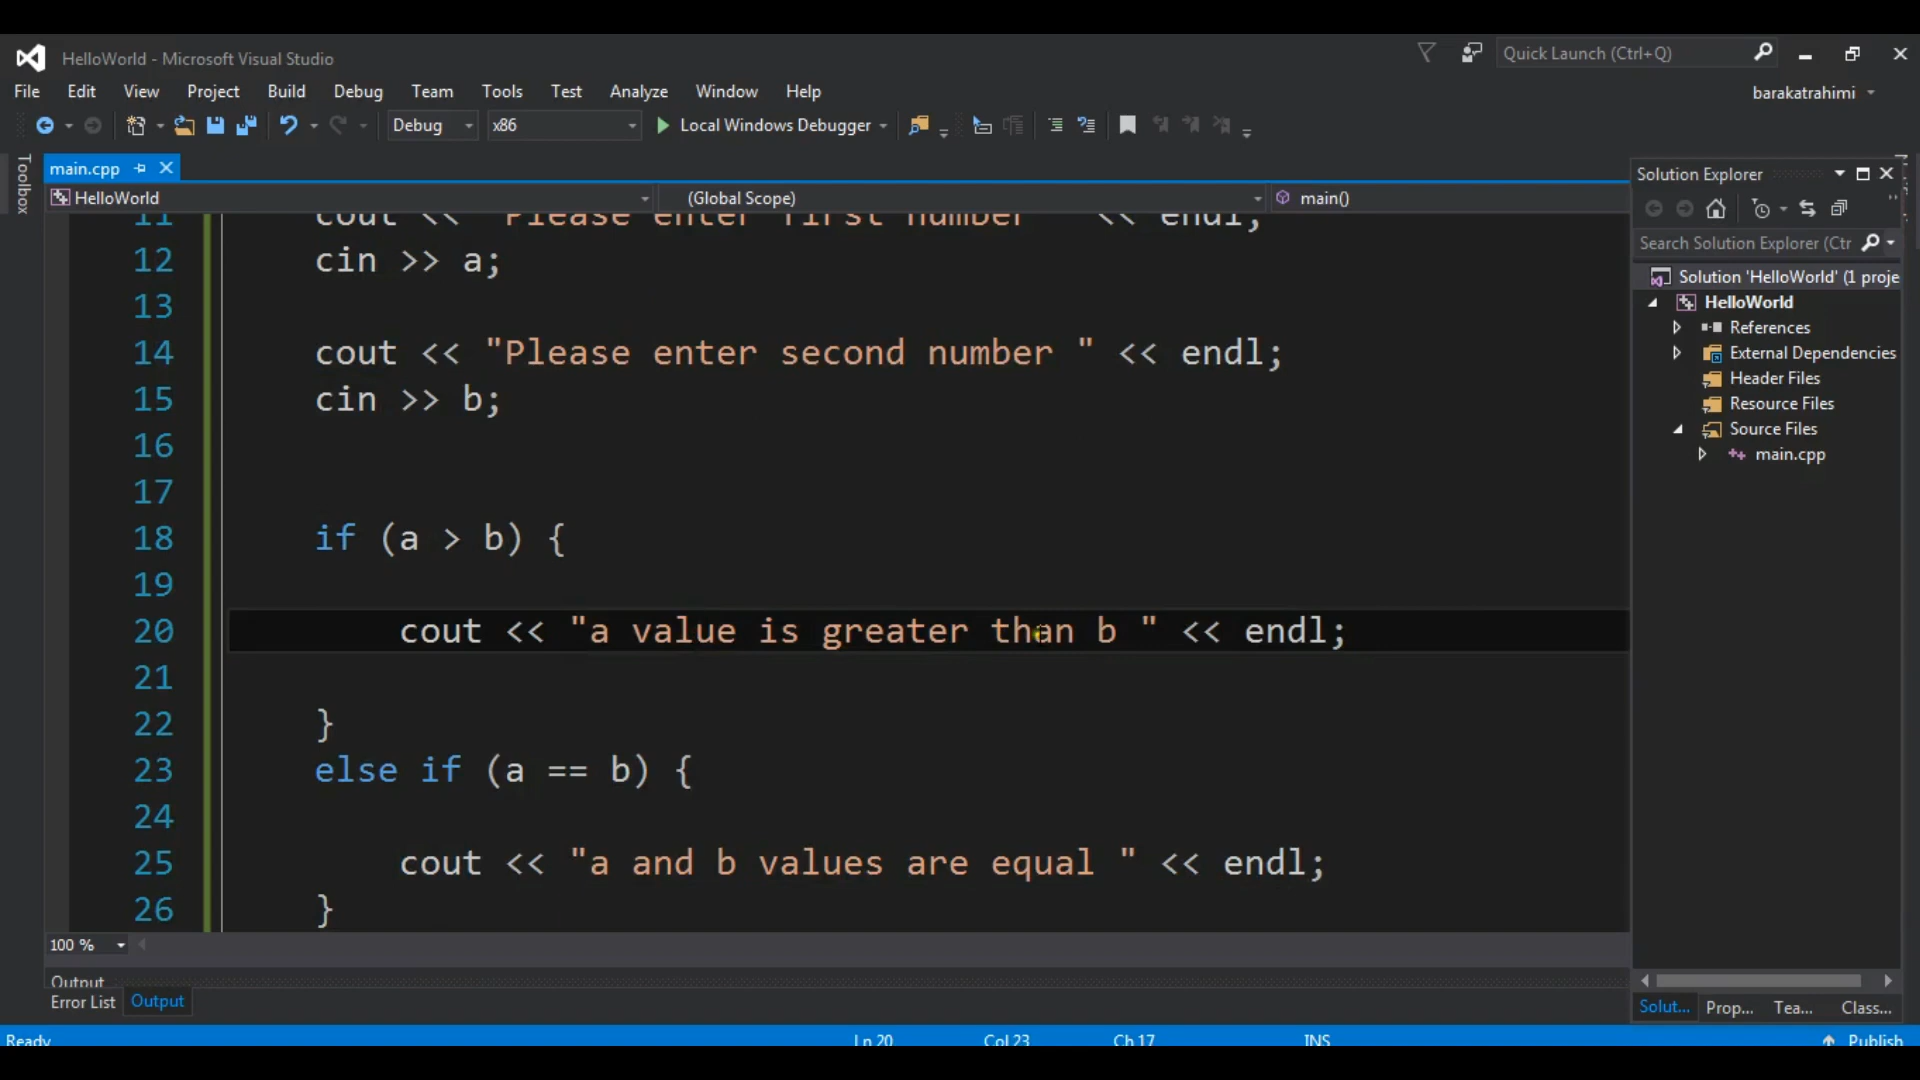 HelloWorld - Microsoft Visual Studio
Quick Launch (Ctrl+Q)
File Edit View Project Build Debug Team Tools Test Analyze Window Help
barakatrahimi
Debug x86 Local Windows Debugger
Toolbox
main.cpp
HelloWorld (Global Scope) main()
11 cout << "Please enter first number " << endl;
12 cin >> a;
13
14 cout << "Please enter second number " << endl;
15 cin >> b;
16
17
18 if (a > b) {
19
20 cout << "a value is greater than b " << endl;
21
22 }
23 else if (a == b) {
24
25 cout << "a and b values are equal " << endl;
26 }
100 %
Output
Error List Output
Solution Explorer
Search Solution Explorer (Ctr
Solution 'HelloWorld' (1 proje
HelloWorld
References
External Dependencies
Header Files
Resource Files
Source Files
main.cpp
Solut... Prop... Tea... Class...
Ready Ln 20 Col 23 Ch 17 INS Publish